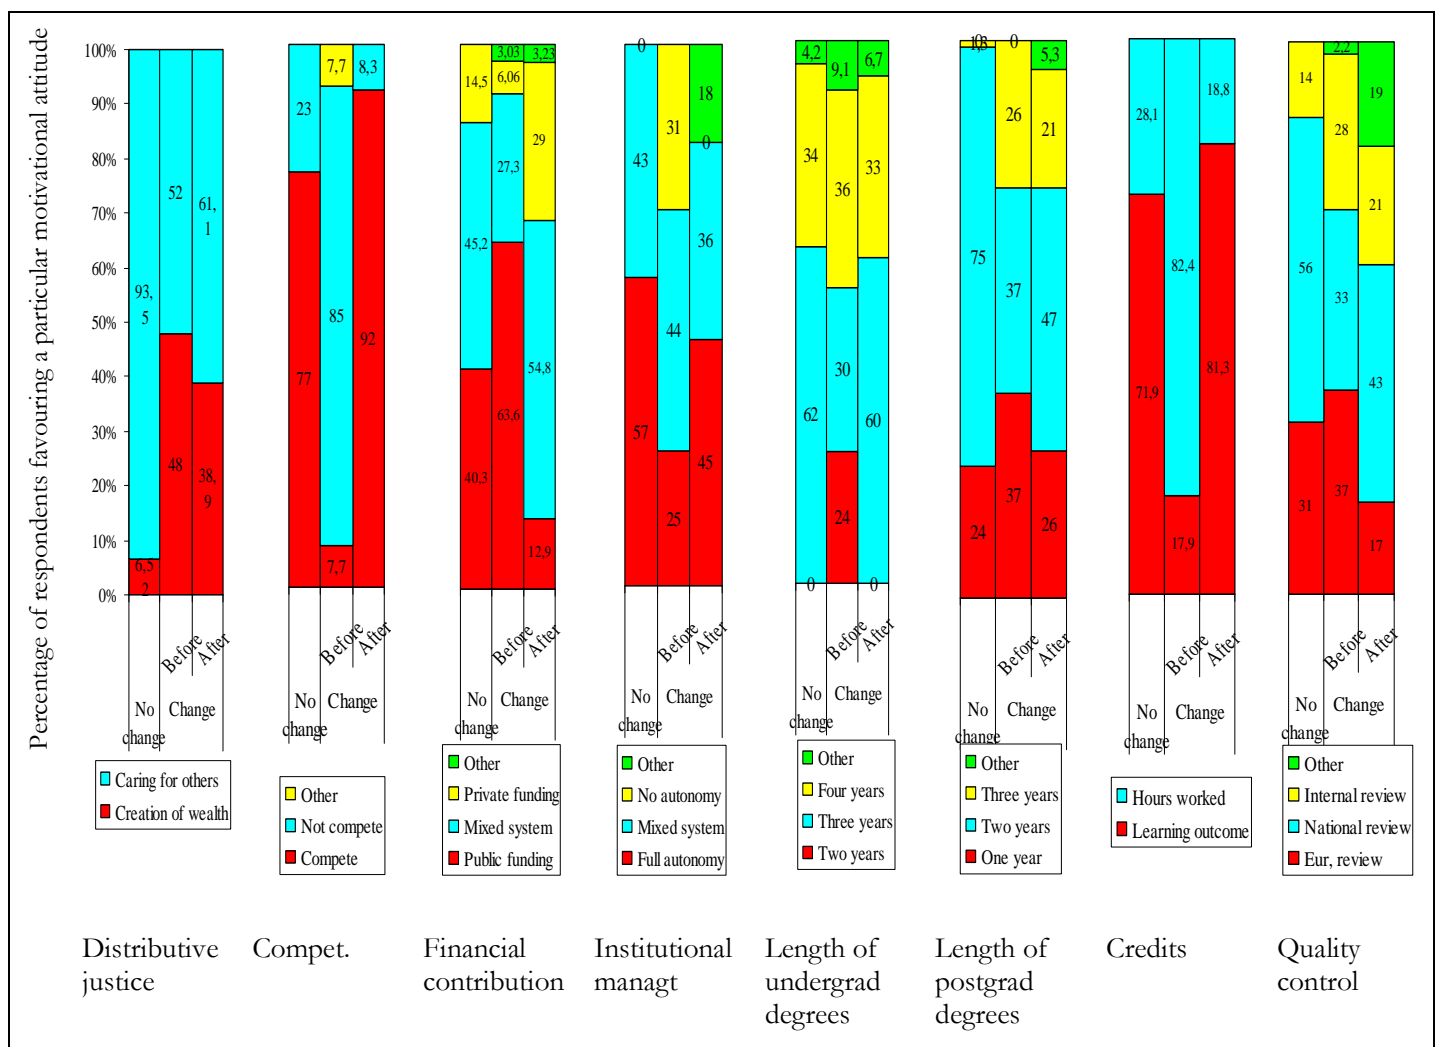 Percentage of respondents favouring a particular motivational attitude
100%
90%
80%
70%
60%
50%
40%
30%
20%
10%
0%
93,
5
6,5
2
52
48
61,
1
38,
9
No
change
Before
After
Change
Caring for others
Creation of wealth
Distributive
justice
23
77
7,7
85
7,7
8,3
92
No
change
Before
After
Change
Other
Not compete
Compete
Compet.
14,5
45,2
40,3
3,03
6,06
27,3
63,6
3,23
29
54,8
12,9
No
change
Before
After
Change
Other
Private funding
Mixed system
Public funding
Financial
contribution
0
43
57
31
44
25
18
0
36
45
No
change
Before
After
Change
Other
No autonomy
Mixed system
Full autonomy
Institutional
managt
4,2
34
62
0
9,1
36
30
24
6,7
33
60
0
No
change
Before
After
Change
Other
Four years
Three years
Two years
Length of
undergrad
degrees
0
1,3
75
24
0
26
37
37
5,3
21
47
26
No
change
Before
After
Change
Other
Three years
Two years
One year
Length of
postgrad
degrees
28,1
71,9
82,4
17,9
18,8
81,3
No
change
Before
After
Change
Hours worked
Learning outcome
Credits
14
56
31
2,2
28
33
37
19
21
43
17
No
change
Before
After
Change
Other
Internal review
National review
Eur, review
Quality
control